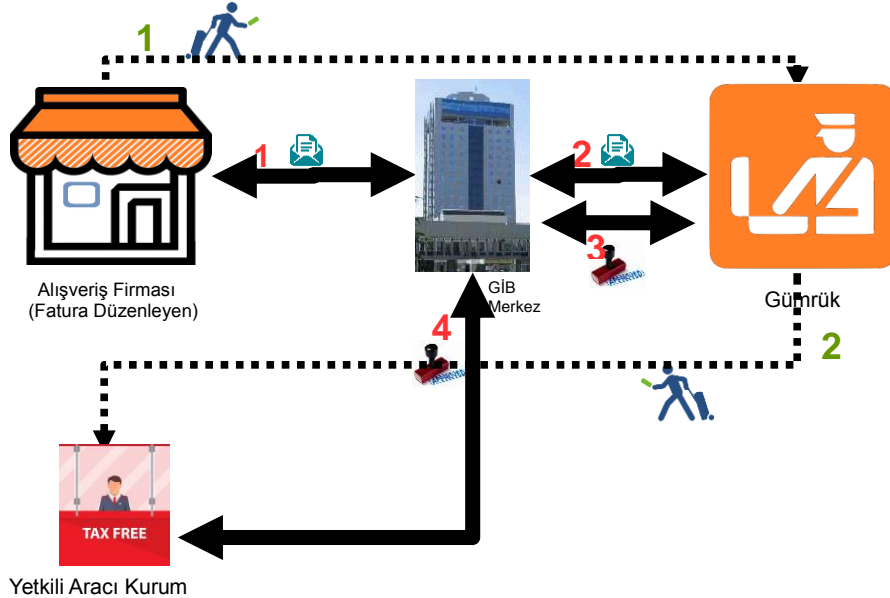 1
1
2
3
Alışveriş Firması
(Fatura Düzenleyen)
GİB
Merkez
Gümrük
4
2
TAX FREE
Yetkili Aracı Kurum